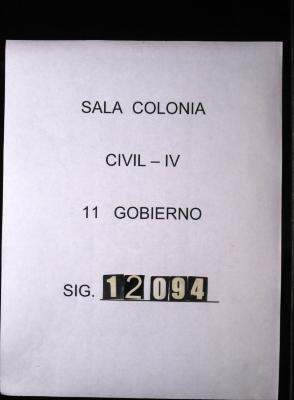 SALA COLONIA
CIVIL – IV
11 GOBIERNO
SIG. 12094